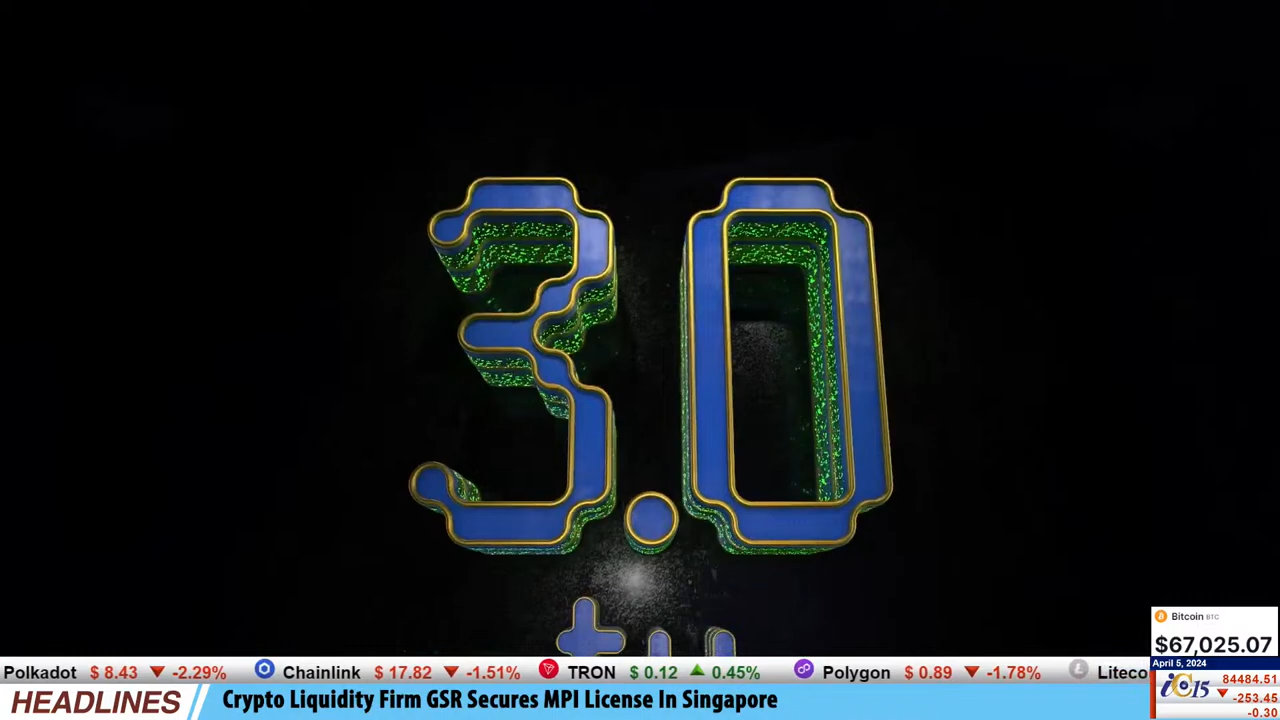 3.0
Bitcoin BTC
$67,025.07
April 5, 2024
Polkadot $ 8.43 ▼ -2.29% Chainlink $ 17.82 ▼ -1.51% TRON $ 0.12 ▲ 0.45% Polygon $ 0.89 ▼ -1.78% Liteco
ic15 84484.51
▼ -253.45
-0.30
HEADLINES Crypto Liquidity Firm GSR Secures MPI License In Singapore